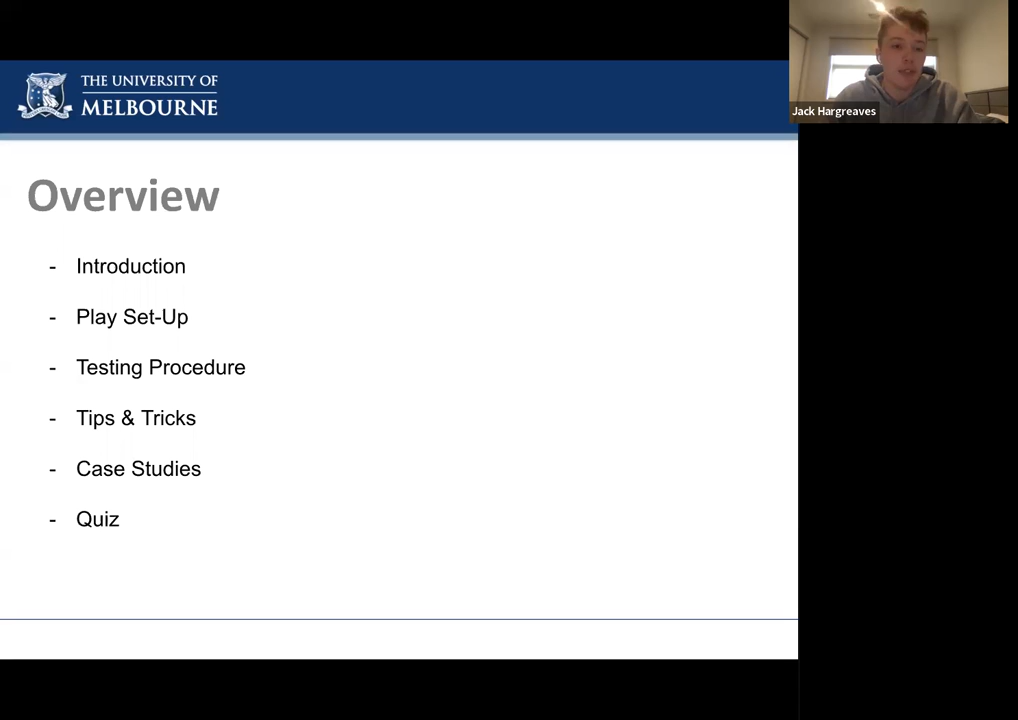 THE UNIVERSITY OF
MELBOURNE
Jack Hargreaves
Overview
- Introduction
- Play Set-Up
- Testing Procedure
- Tips & Tricks
- Case Studies
- Quiz